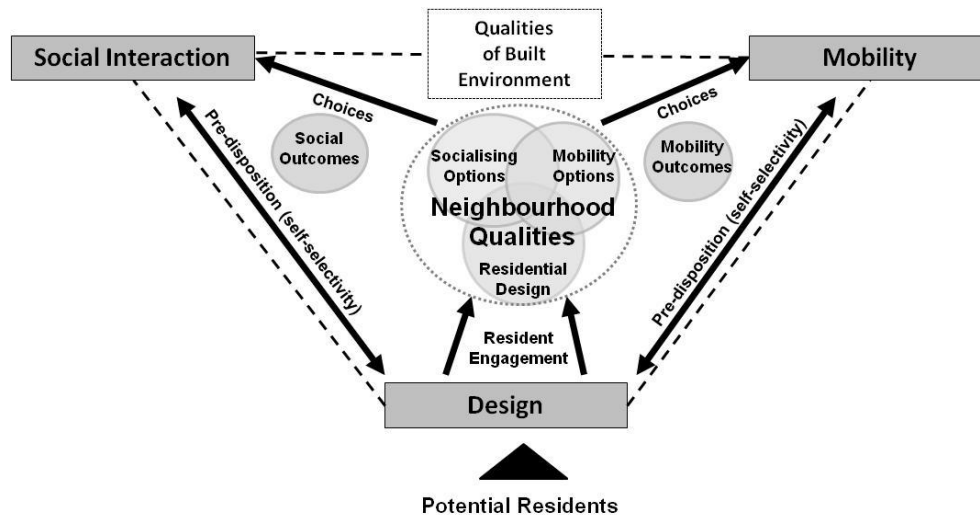 Qualities
of Built
Environment
Social Interaction
Mobility
Choices
Choices
Social
Outcomes
Socialising
Options
Mobility
Options
Mobility
Outcomes
Pre-disposition (self-selectivity)
Pre-disposition (self-selectivity)
Neighbourhood
Qualities
Residential
Design
Resident
Engagement
Design
Potential Residents